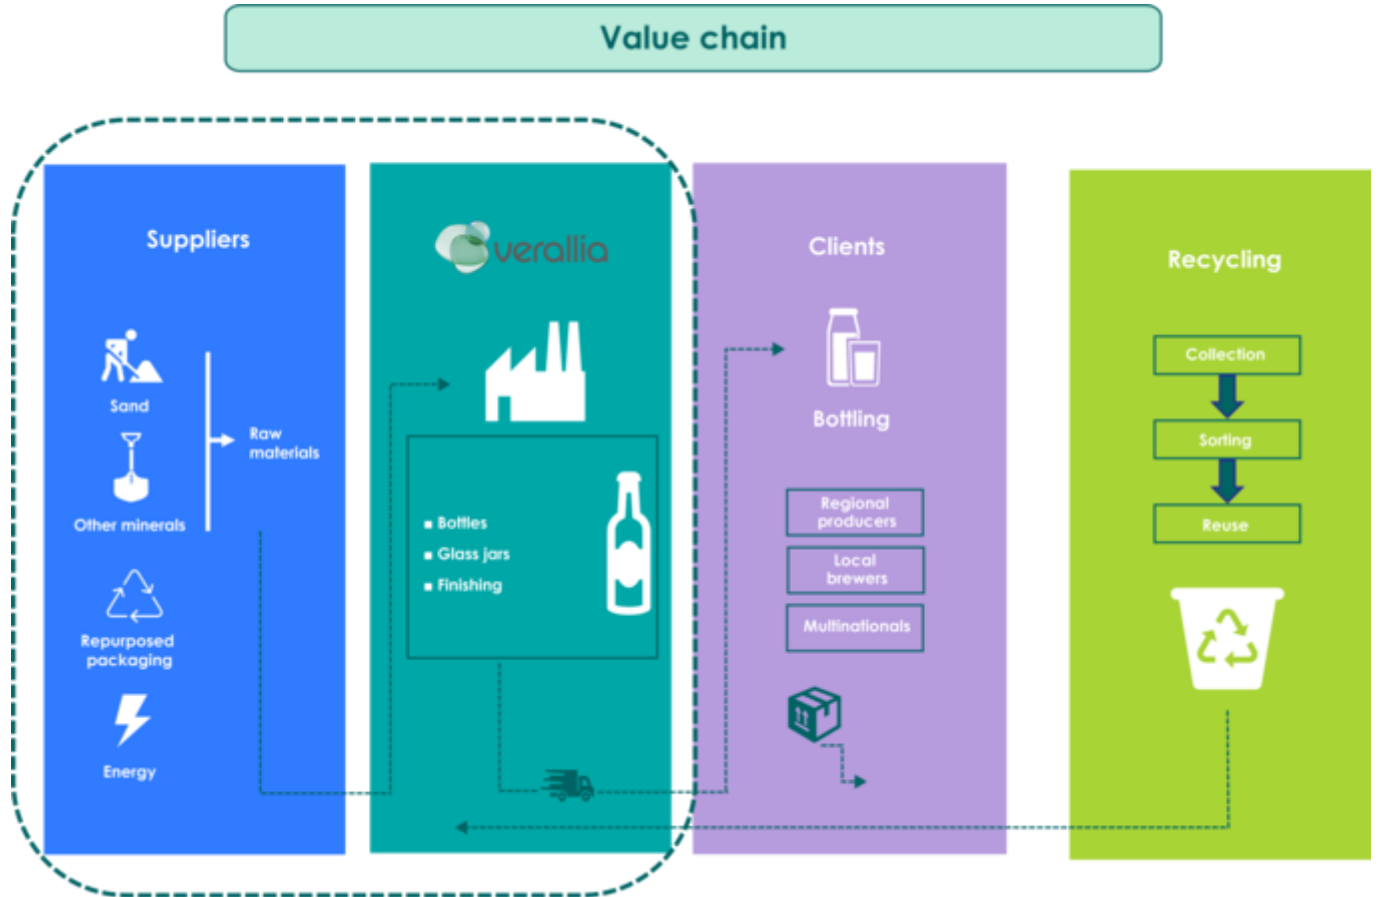 Value chain
Suppliers
Sand
Other minerals
Raw
materials
Repurposed
packaging
Energy
verallia
▪ Bottles
▪ Glass jars
▪ Finishing
Clients
Bottling
Regional
producers
Local
brewers
Multinationals
Recycling
Collection
Sorting
Reuse